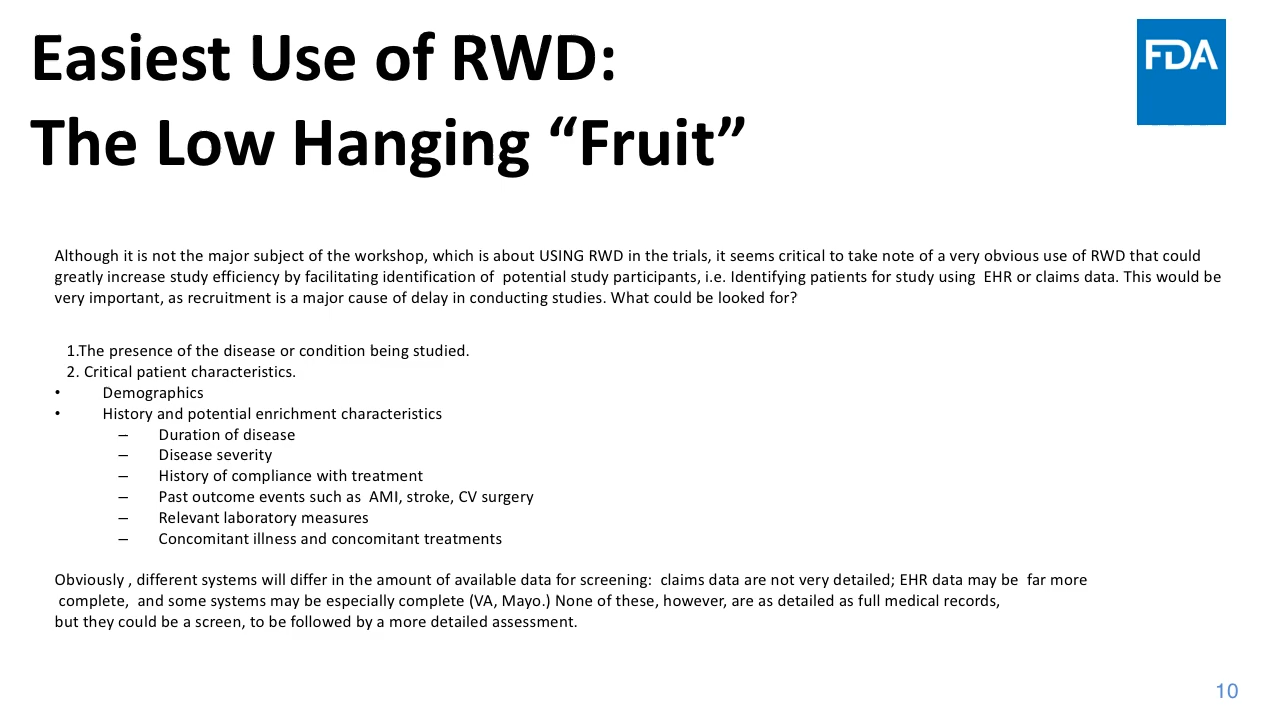 Easiest Use of RWD:
The Low Hanging “Fruit”
FDA
Although it is not the major subject of the workshop, which is about USING RWD in the trials, it seems critical to take note of a very obvious use of RWD that could
greatly increase study efficiency by facilitating identification of  potential study participants, i.e. Identifying patients for study using  EHR or claims data. This would be
very important, as recruitment is a major cause of delay in conducting studies. What could be looked for?
1.The presence of the disease or condition being studied.
2. Critical patient characteristics.
• Demographics
• History and potential enrichment characteristics
– Duration of disease
– Disease severity
– History of compliance with treatment
– Past outcome events such as  AMI, stroke, CV surgery
– Relevant laboratory measures
– Concomitant illness and concomitant treatments
Obviously , different systems will differ in the amount of available data for screening:  claims data are not very detailed; EHR data may be  far more
complete,  and some systems may be especially complete (VA, Mayo.) None of these, however, are as detailed as full medical records,
but they could be a screen, to be followed by a more detailed assessment.
10